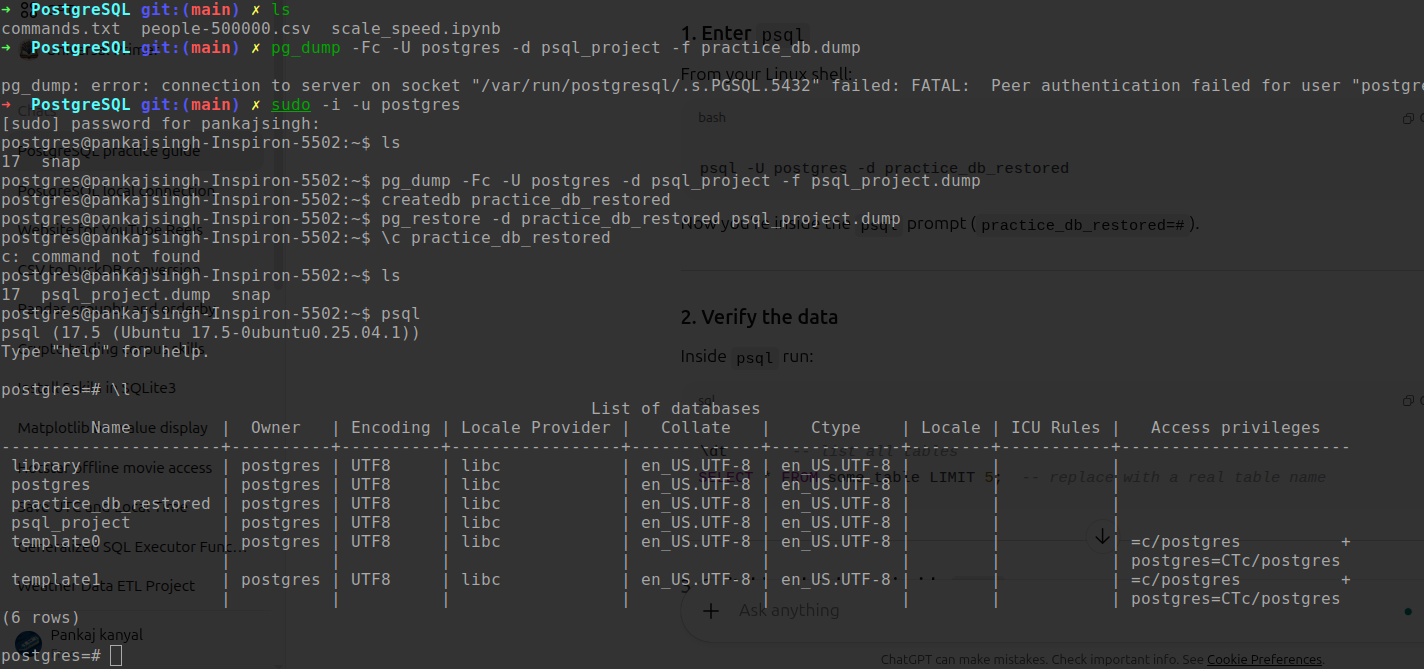 ➜  PostgreSQL git:(main) ✗ ls
commands.txt  people-500000.csv  scale_speed.ipynb
➜  PostgreSQL git:(main) ✗ pg_dump -Fc -U postgres -d psql_project -f practice_db.dump
pg_dump: error: connection to server on socket "/var/run/postgresql/.s.PGSQL.5432" failed: FATAL:  Peer authentication failed for user "postgre
➜  PostgreSQL git:(main) ✗ sudo -i -u postgres
[sudo] password for pankajsingh:
postgres@pankajsingh-Inspiron-5502:~$ ls
17  snap
postgres@pankajsingh-Inspiron-5502:~$ pg_dump -Fc -U postgres -d psql_project -f psql_project.dump
postgres@pankajsingh-Inspiron-5502:~$ createdb practice_db_restored
postgres@pankajsingh-Inspiron-5502:~$ pg_restore -d practice_db_restored psql_project.dump
postgres@pankajsingh-Inspiron-5502:~$ \c practice_db_restored
c: command not found
postgres@pankajsingh-Inspiron-5502:~$ ls
17  psql_project.dump  snap
postgres@pankajsingh-Inspiron-5502:~$ psql
psql (17.5 (Ubuntu 17.5-0ubuntu0.25.04.1))
Type "help" for help.
postgres=# \l
List of databases
Name | Owner | Encoding | Locale Provider | Collate | Ctype | Locale | ICU Rules | Access privileges
library | postgres | UTF8 | libc | en_US.UTF-8 | en_US.UTF-8 | | |
postgres | postgres | UTF8 | libc | en_US.UTF-8 | en_US.UTF-8 | | |
practice_db_restored | postgres | UTF8 | libc | en_US.UTF-8 | en_US.UTF-8 | | |
psql_project | postgres | UTF8 | libc | en_US.UTF-8 | en_US.UTF-8 | | |
template0 | postgres | UTF8 | libc | en_US.UTF-8 | en_US.UTF-8 | | | =c/postgres +
| | | | | | | | postgres=CTc/postgres
template1 | postgres | UTF8 | libc | en_US.UTF-8 | en_US.UTF-8 | | | =c/postgres +
| | | | | | | | postgres=CTc/postgres
(6 rows)
postgres=#
1. Enter psql
From your Linux shell:
bash
psql -U postgres -d practice_db_restored
Now you're inside the psql prompt (practice_db_restored=#).
2. Verify the data
Inside psql run:
sql
\dt -- list all tables
SELECT * FROM some_table LIMIT 5; -- replace with a real table name
Ask anything
ChatGPT can make mistakes. Check important info. See Cookie Preferences.
PostgreSQL practice guide
PostgreSQL local connection
Website for YouTube Reels
CSV to DuckDB conversion
Matplotlib bar value display
offline movie access
Generalized SQL Executor Func...
Weather Data ETL Project
Pankaj kanyal